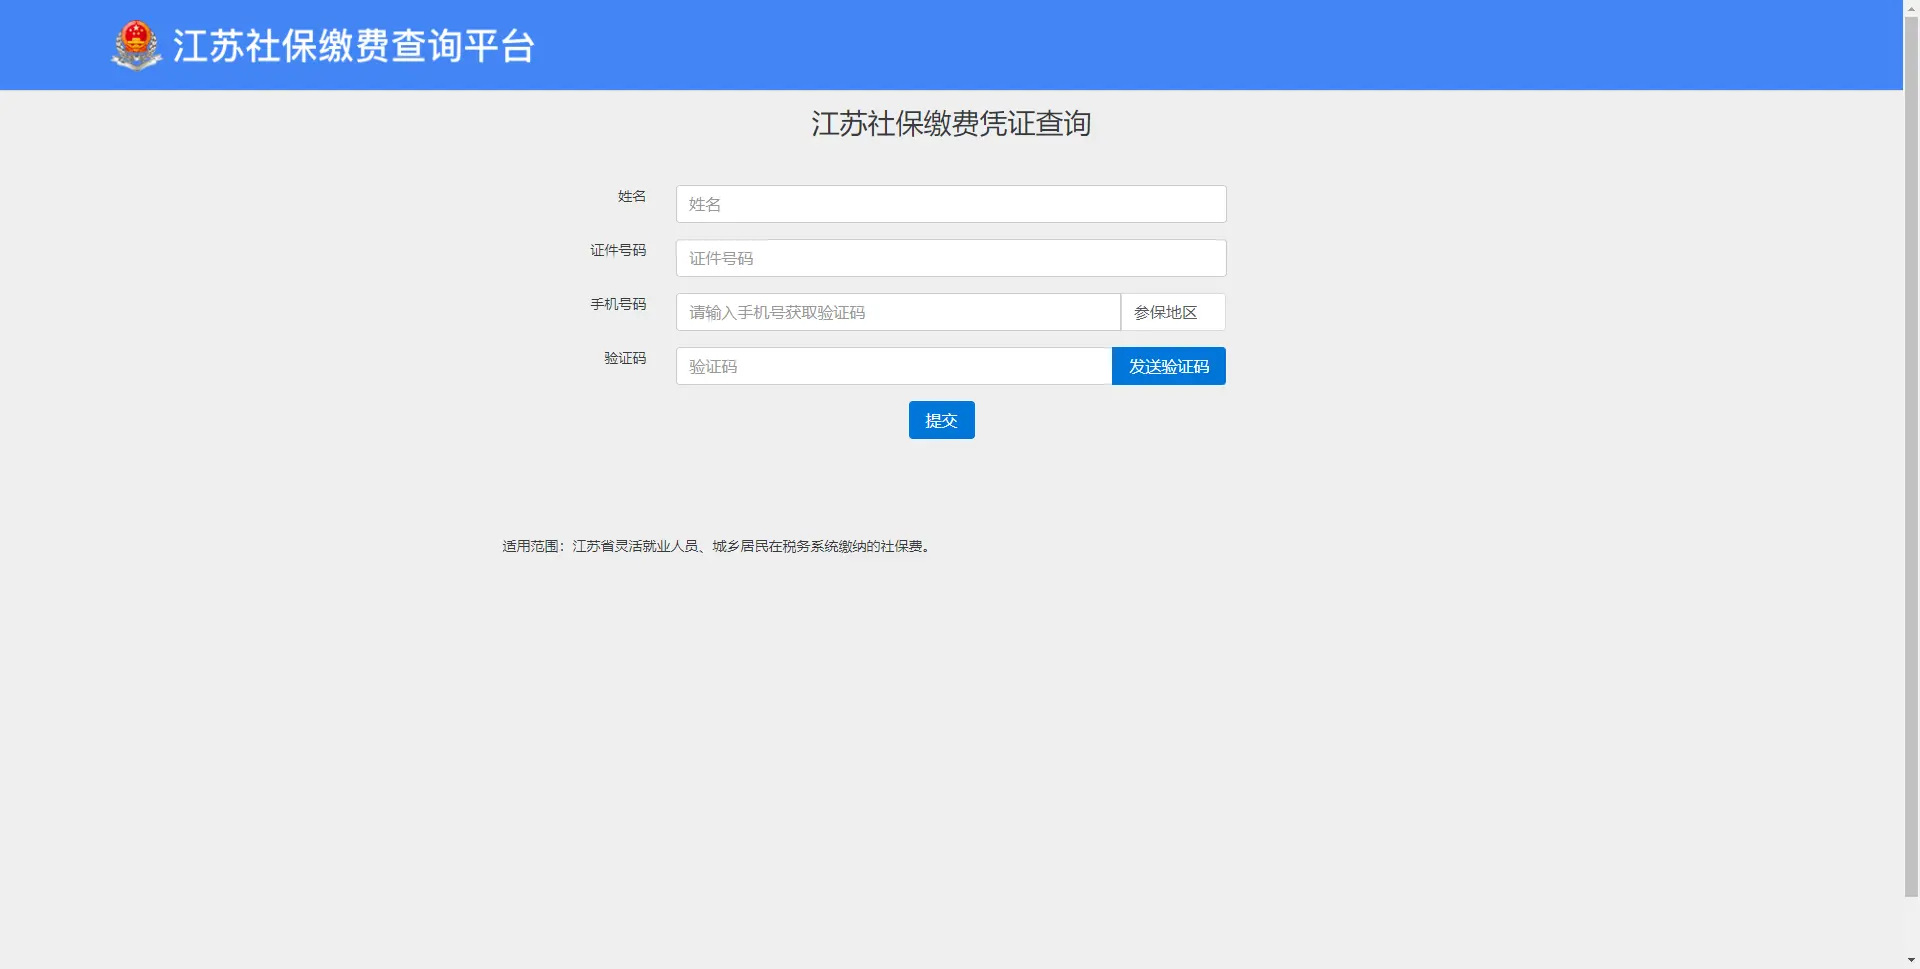 江苏社保缴费查询平台
江苏社保缴费凭证查询
姓名 姓名
证件号码 证件号码
手机号码 请输入手机号获取验证码 参保地区
验证码 验证码 发送验证码
提交
适用范围：江苏省灵活就业人员、城乡居民在税务系统缴纳的社保费。